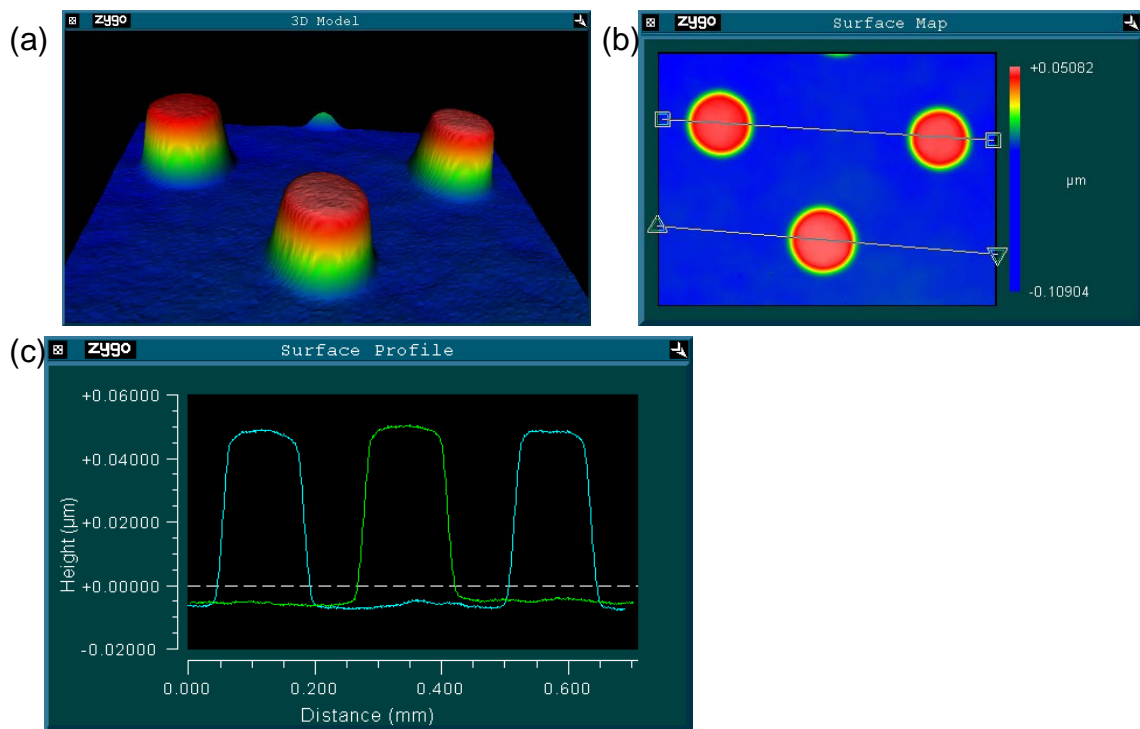 (a)
zygo 3D Model
(b)
zygo Surface Map
+0.05082
µm
-0.10904
(c)
zygo Surface Profile
+0.06000
+0.04000
+0.02000
+0.00000
-0.02000
Height (µm)
0.000 0.200 0.400 0.600
Distance (mm)